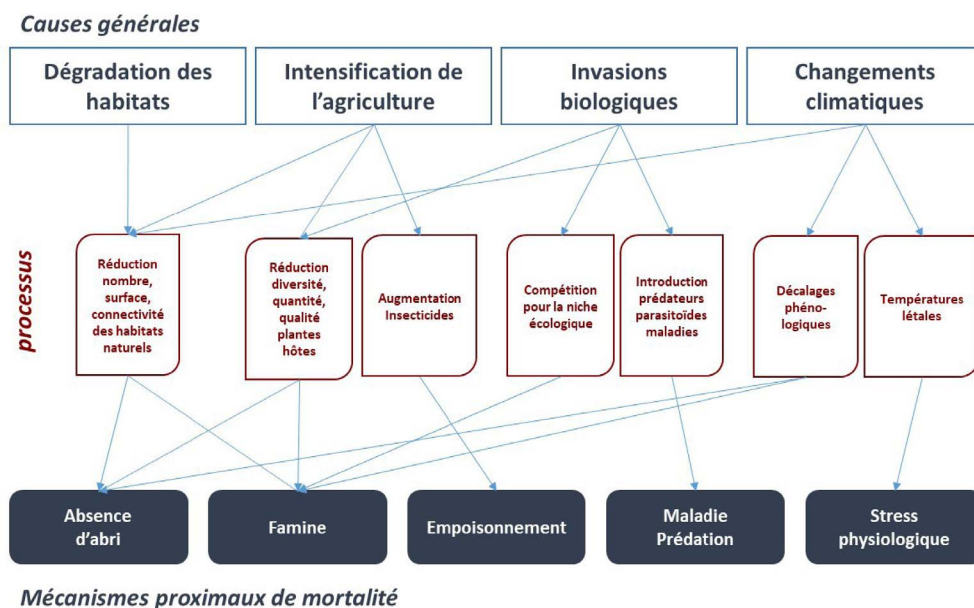 Causes générales
Dégradation des
habitats
Intensification de
l'agriculture
Invasions
biologiques
Changements
climatiques
processus
Réduction
nombre,
surface,
connectivité
des habitats
naturels
Réduction
diversité,
quantité,
qualité
plantes
hôtes
Augmentation
Insecticides
Compétition
pour la niche
écologique
Introduction
prédateurs
parasitoïdes
maladies
Décalages
phéno-
logiques
Températures
létales
Absence
d'abri
Famine
Empoisonnement
Maladie
Prédation
Stress
physiologique
Mécanismes proximaux de mortalité